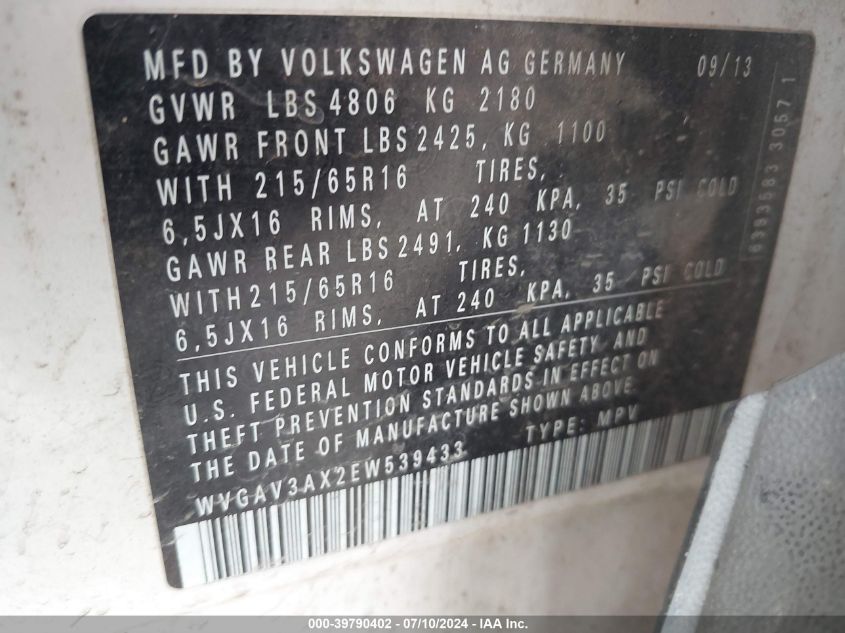 MFD BY VOLKSWAGEN AG GERMANY 09/13
GVWR LBS 4806 KG 2180
GAWR FRONT LBS 2425, KG 1100
WITH 215/65R16 TIRES,
6,5JX16 RIMS, AT 240 KPA, 35 PSI COLD
GAWR REAR LBS 2491, KG 1130
WITH 215/65R16 TIRES,
6,5JX16 RIMS, AT 240 KPA, 35 PSI COLD
THIS VEHICLE CONFORMS TO ALL APPLICABLE
U.S. FEDERAL MOTOR VEHICLE SAFETY AND
THEFT PREVENTION STANDARDS IN EFFECT ON
THE DATE OF MANUFACTURE SHOWN ABOVE.
WVGAV3AX2EW539433 TYPE: MPV
000-39790402 - 07/10/2024 - IAA Inc.